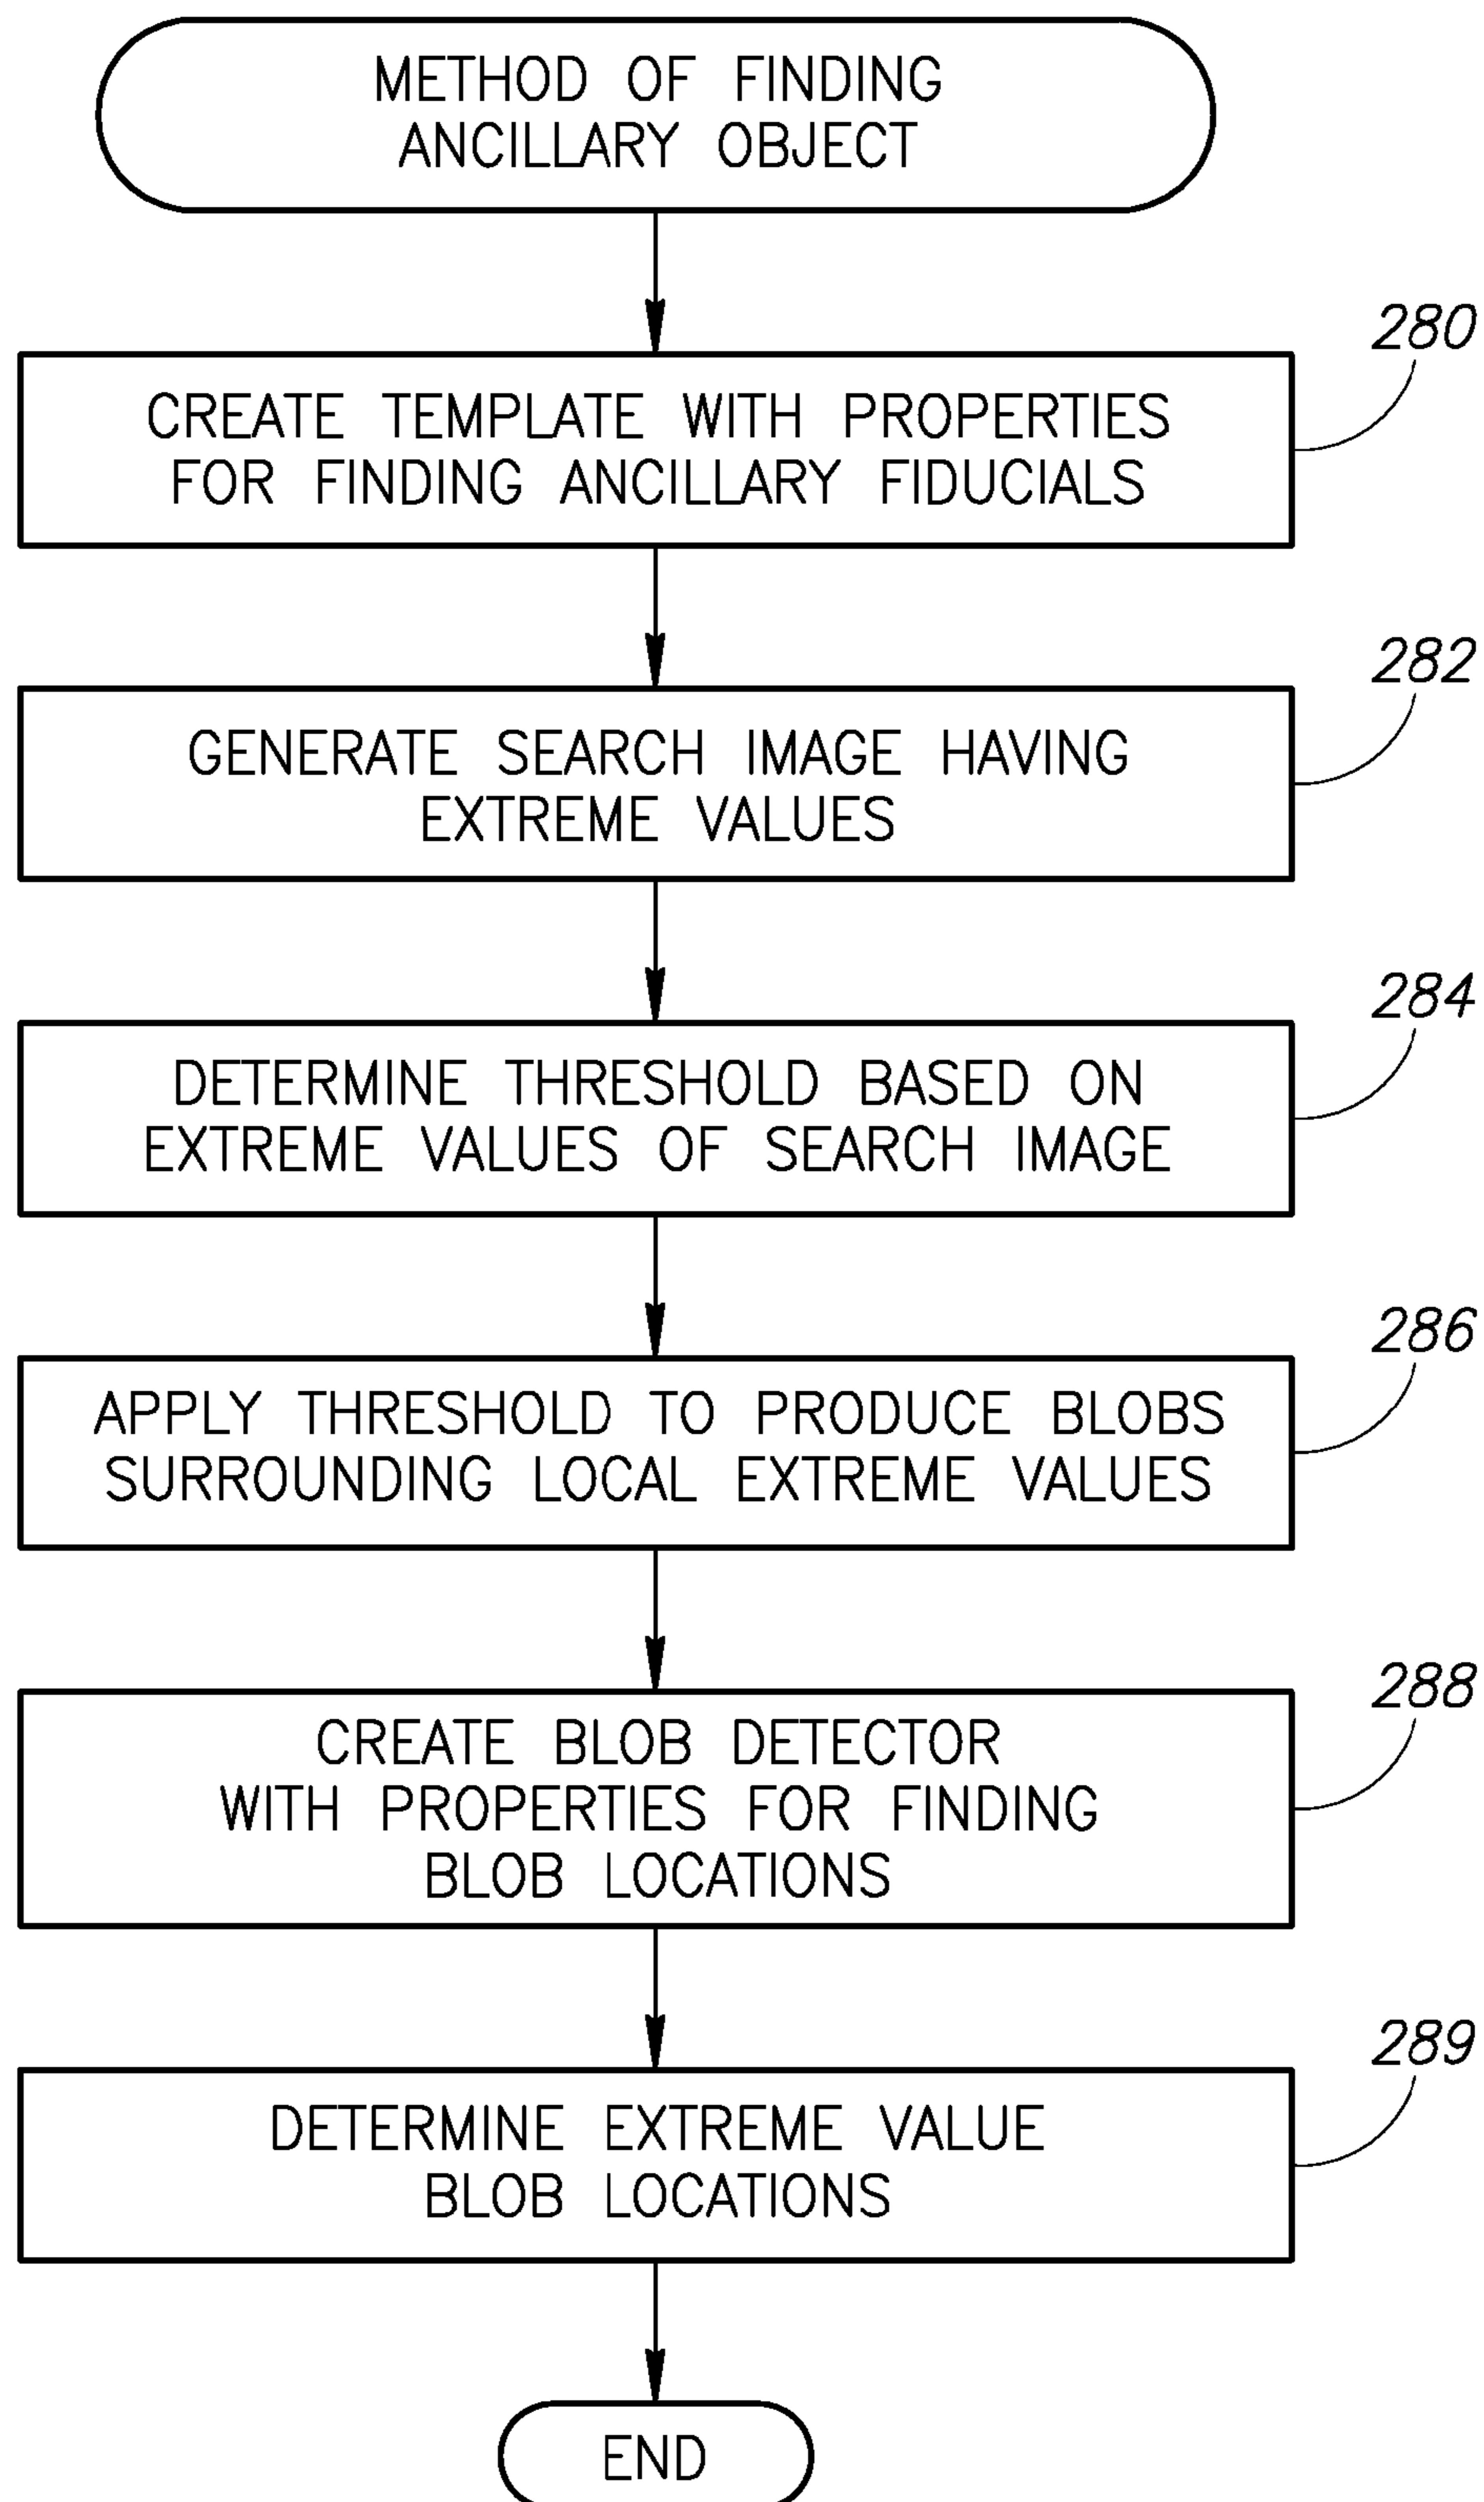 METHOD OF FINDING
ANCILLARY OBJECT
280
CREATE TEMPLATE WITH PROPERTIES
FOR FINDING ANCILLARY FIDUCIALS
282
GENERATE SEARCH IMAGE HAVING
EXTREME VALUES
284
DETERMINE THRESHOLD BASED ON
EXTREME VALUES OF SEARCH IMAGE
286
APPLY THRESHOLD TO PRODUCE BLOBS
SURROUNDING LOCAL EXTREME VALUES
288
CREATE BLOB DETECTOR
WITH PROPERTIES FOR FINDING
BLOB LOCATIONS
289
DETERMINE EXTREME VALUE
BLOB LOCATIONS
END